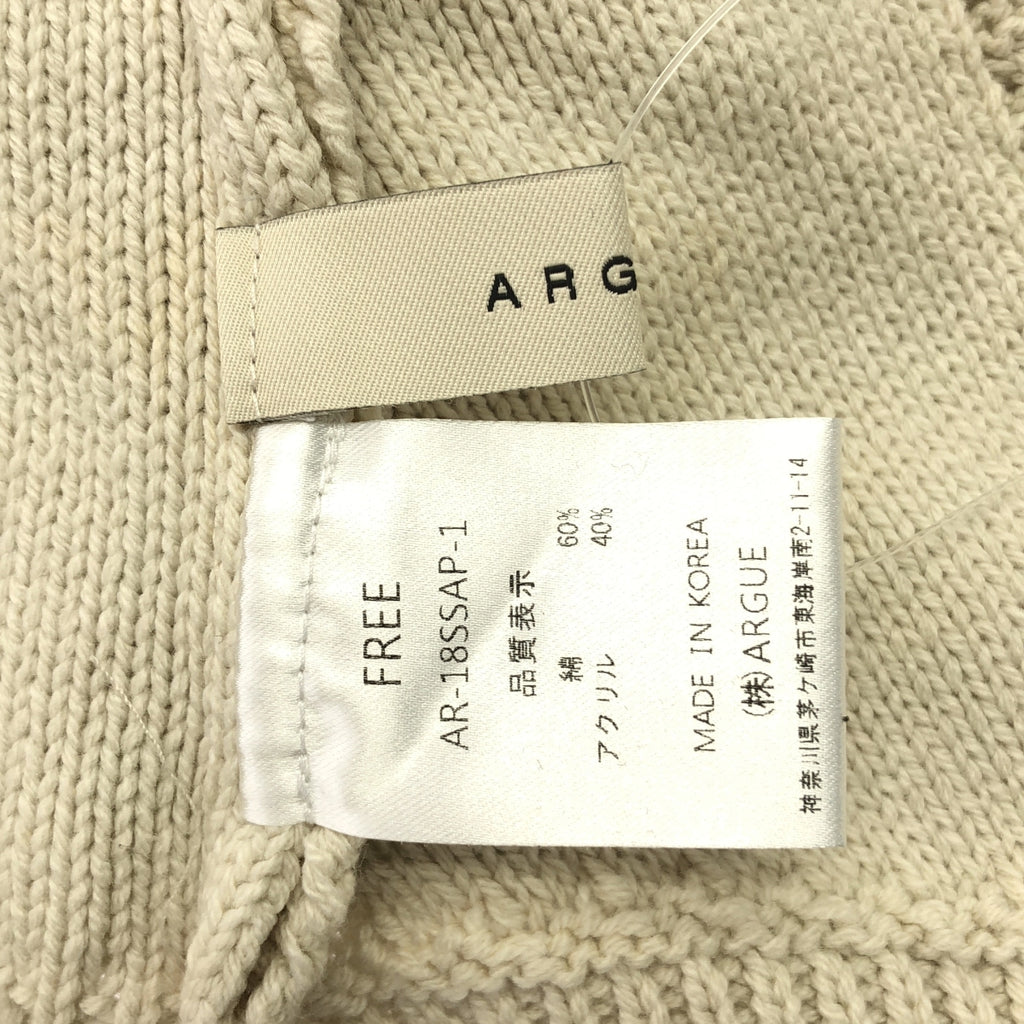 ARG
FREE
AR-18SSAP-1
品質表示
綿 60%
アクリル 40%
MADE IN KOREA
(株)ARGUE
神奈川県茅ケ崎市東海岸南2-11-14